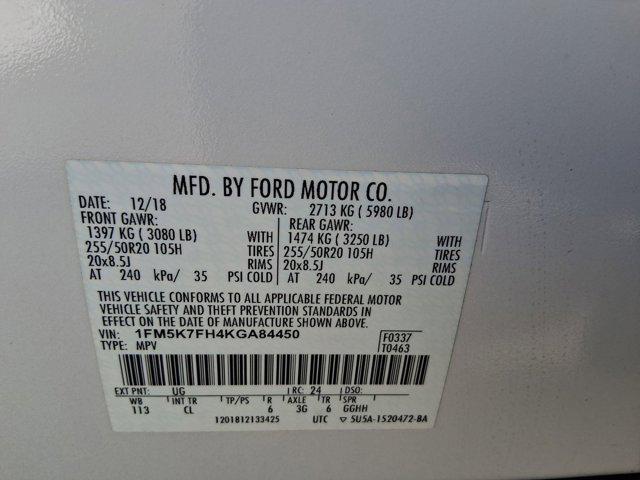 MFD. BY FORD MOTOR CO.
DATE: 12/18 GVWR: 2713 KG ( 5980 LB)
FRONT GAWR: REAR GAWR:
1397 KG ( 3080 LB) WITH 1474 KG ( 3250 LB) WITH
255/50R20 105H TIRES 255/50R20 105H TIRES
20x8.5J RIMS 20x8.5J RIMS
AT 240 kPa/ 35 PSI COLD AT 240 kPa/ 35 PSI COLD
THIS VEHICLE CONFORMS TO ALL APPLICABLE FEDERAL MOTOR
VEHICLE SAFETY AND THEFT PREVENTION STANDARDS IN
EFFECT ON THE DATE OF MANUFACTURE SHOWN ABOVE.
VIN: 1FM5K7FH4KGA84450 F0337
TYPE: MPV T0463
EXT PNT: UG RC: 24 DSO:
WB INT TR TP/PS R AXLE TR SPR
113 CL 6 3G 6 GGHH
1201812133425 UTC ▽ 5U5A-1520472-BA